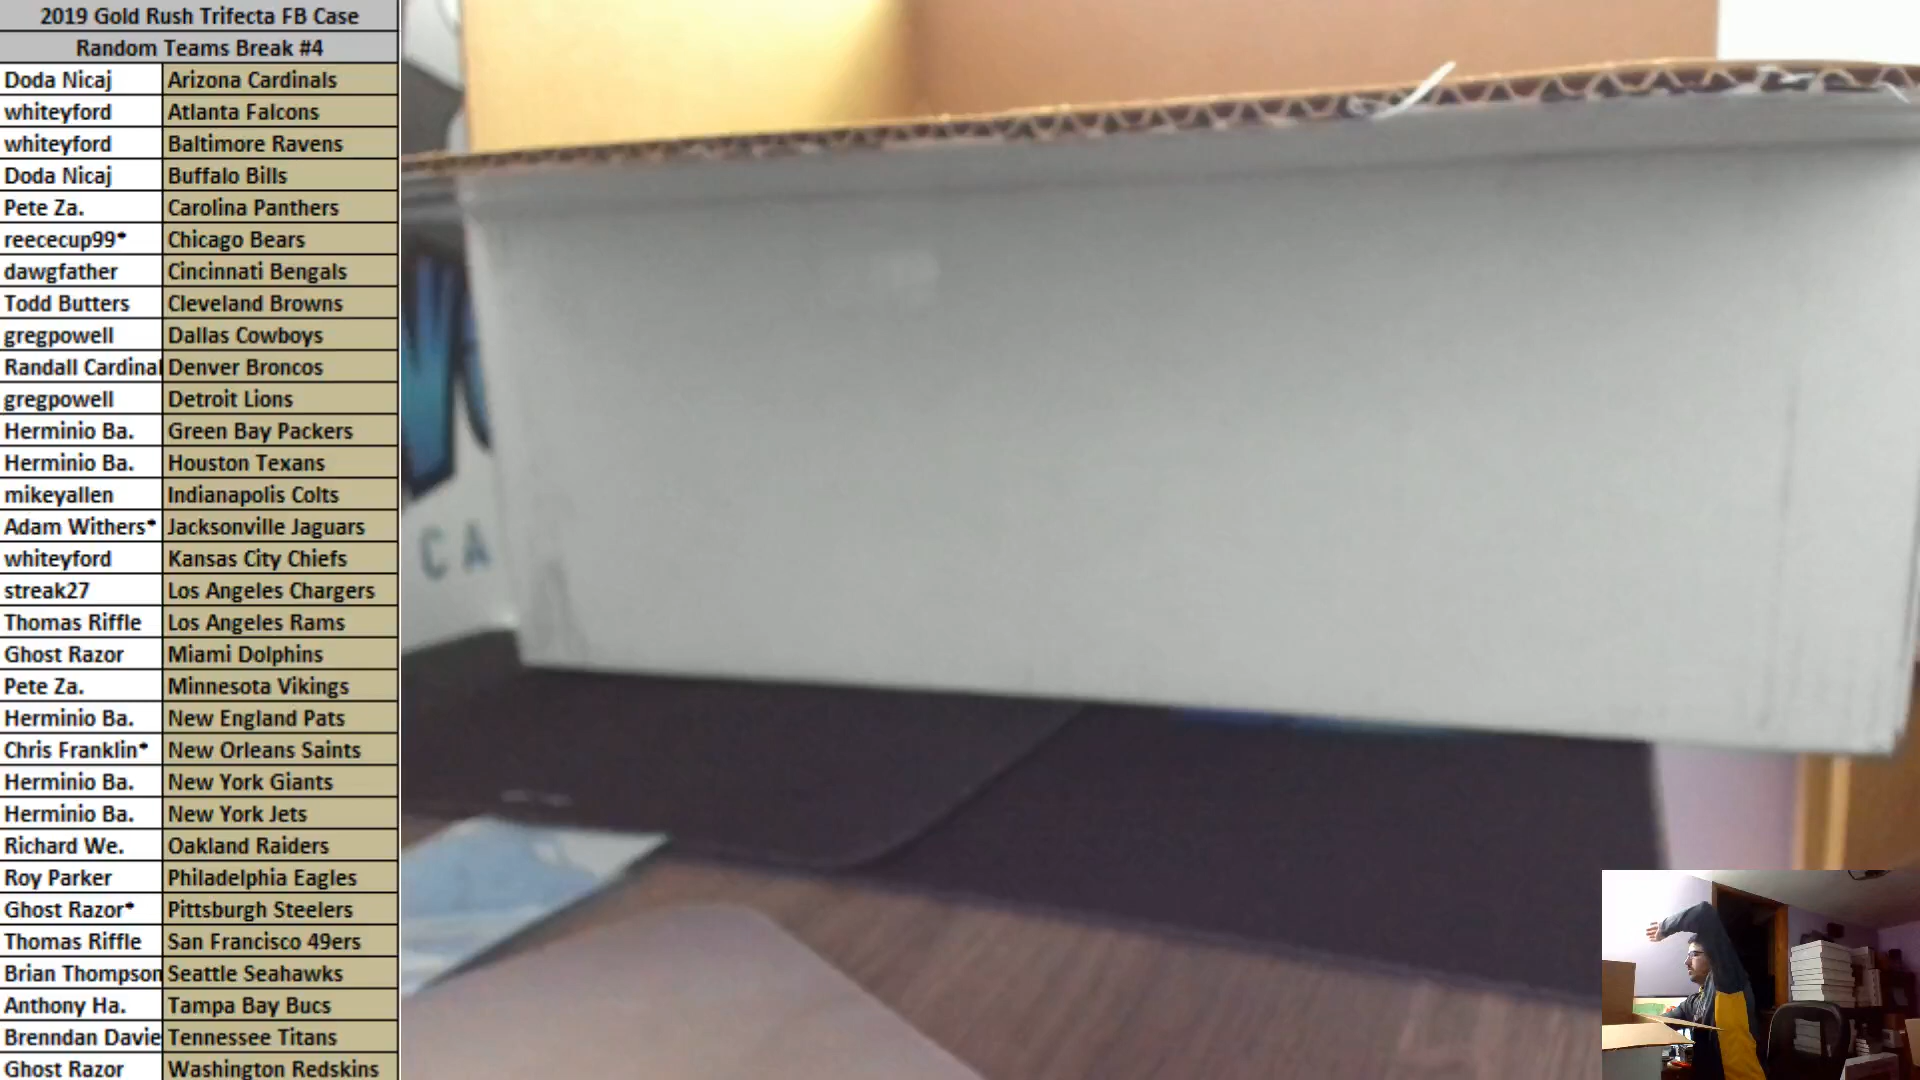 2019 Gold Rush Trifecta FB Case
Random Teams Break #4
Doda Nicaj Arizona Cardinals
whiteyford Atlanta Falcons
whiteyford Baltimore Ravens
Doda Nicaj Buffalo Bills
Pete Za. Carolina Panthers
reececup99* Chicago Bears
dawgfather Cincinnati Bengals
Todd Butters Cleveland Browns
gregpowell Dallas Cowboys
Randall Cardinal Denver Broncos
gregpowell Detroit Lions
Herminio Ba. Green Bay Packers
Herminio Ba. Houston Texans
mikeyallen Indianapolis Colts
Adam Withers* Jacksonville Jaguars
whiteyford Kansas City Chiefs
streak27 Los Angeles Chargers
Thomas Riffle Los Angeles Rams
Ghost Razor Miami Dolphins
Pete Za. Minnesota Vikings
Herminio Ba. New England Pats
Chris Franklin* New Orleans Saints
Herminio Ba. New York Giants
Herminio Ba. New York Jets
Richard We. Oakland Raiders
Roy Parker Philadelphia Eagles
Ghost Razor* Pittsburgh Steelers
Thomas Riffle San Francisco 49ers
Brian Thompson Seattle Seahawks
Anthony Ha. Tampa Bay Bucs
Brenndan Davie Tennessee Titans
Ghost Razor Washington Redskins
CA